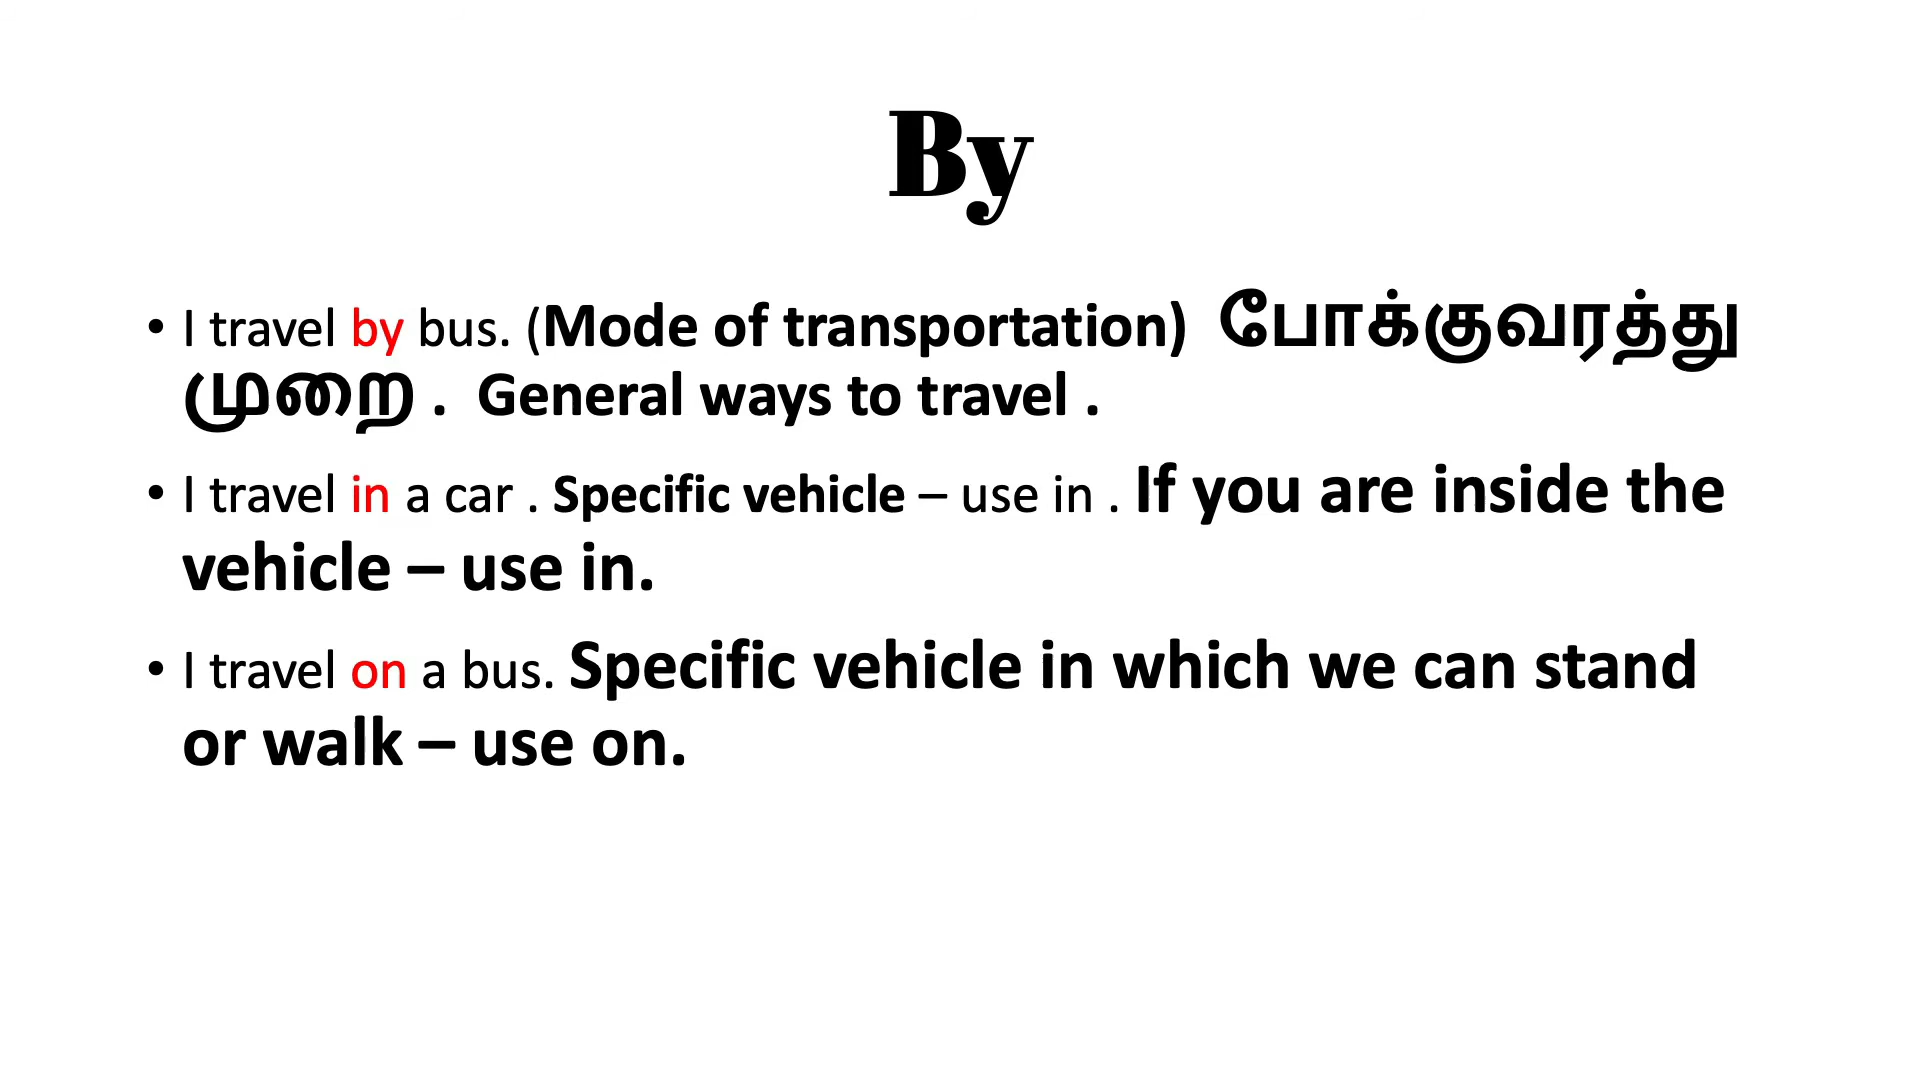 By
• I travel by bus. (Mode of transportation) போக்குவரத்து
முறை . General ways to travel .
• I travel in a car . Specific vehicle – use in . If you are inside the
vehicle – use in.
• I travel on a bus. Specific vehicle in which we can stand
or walk – use on.